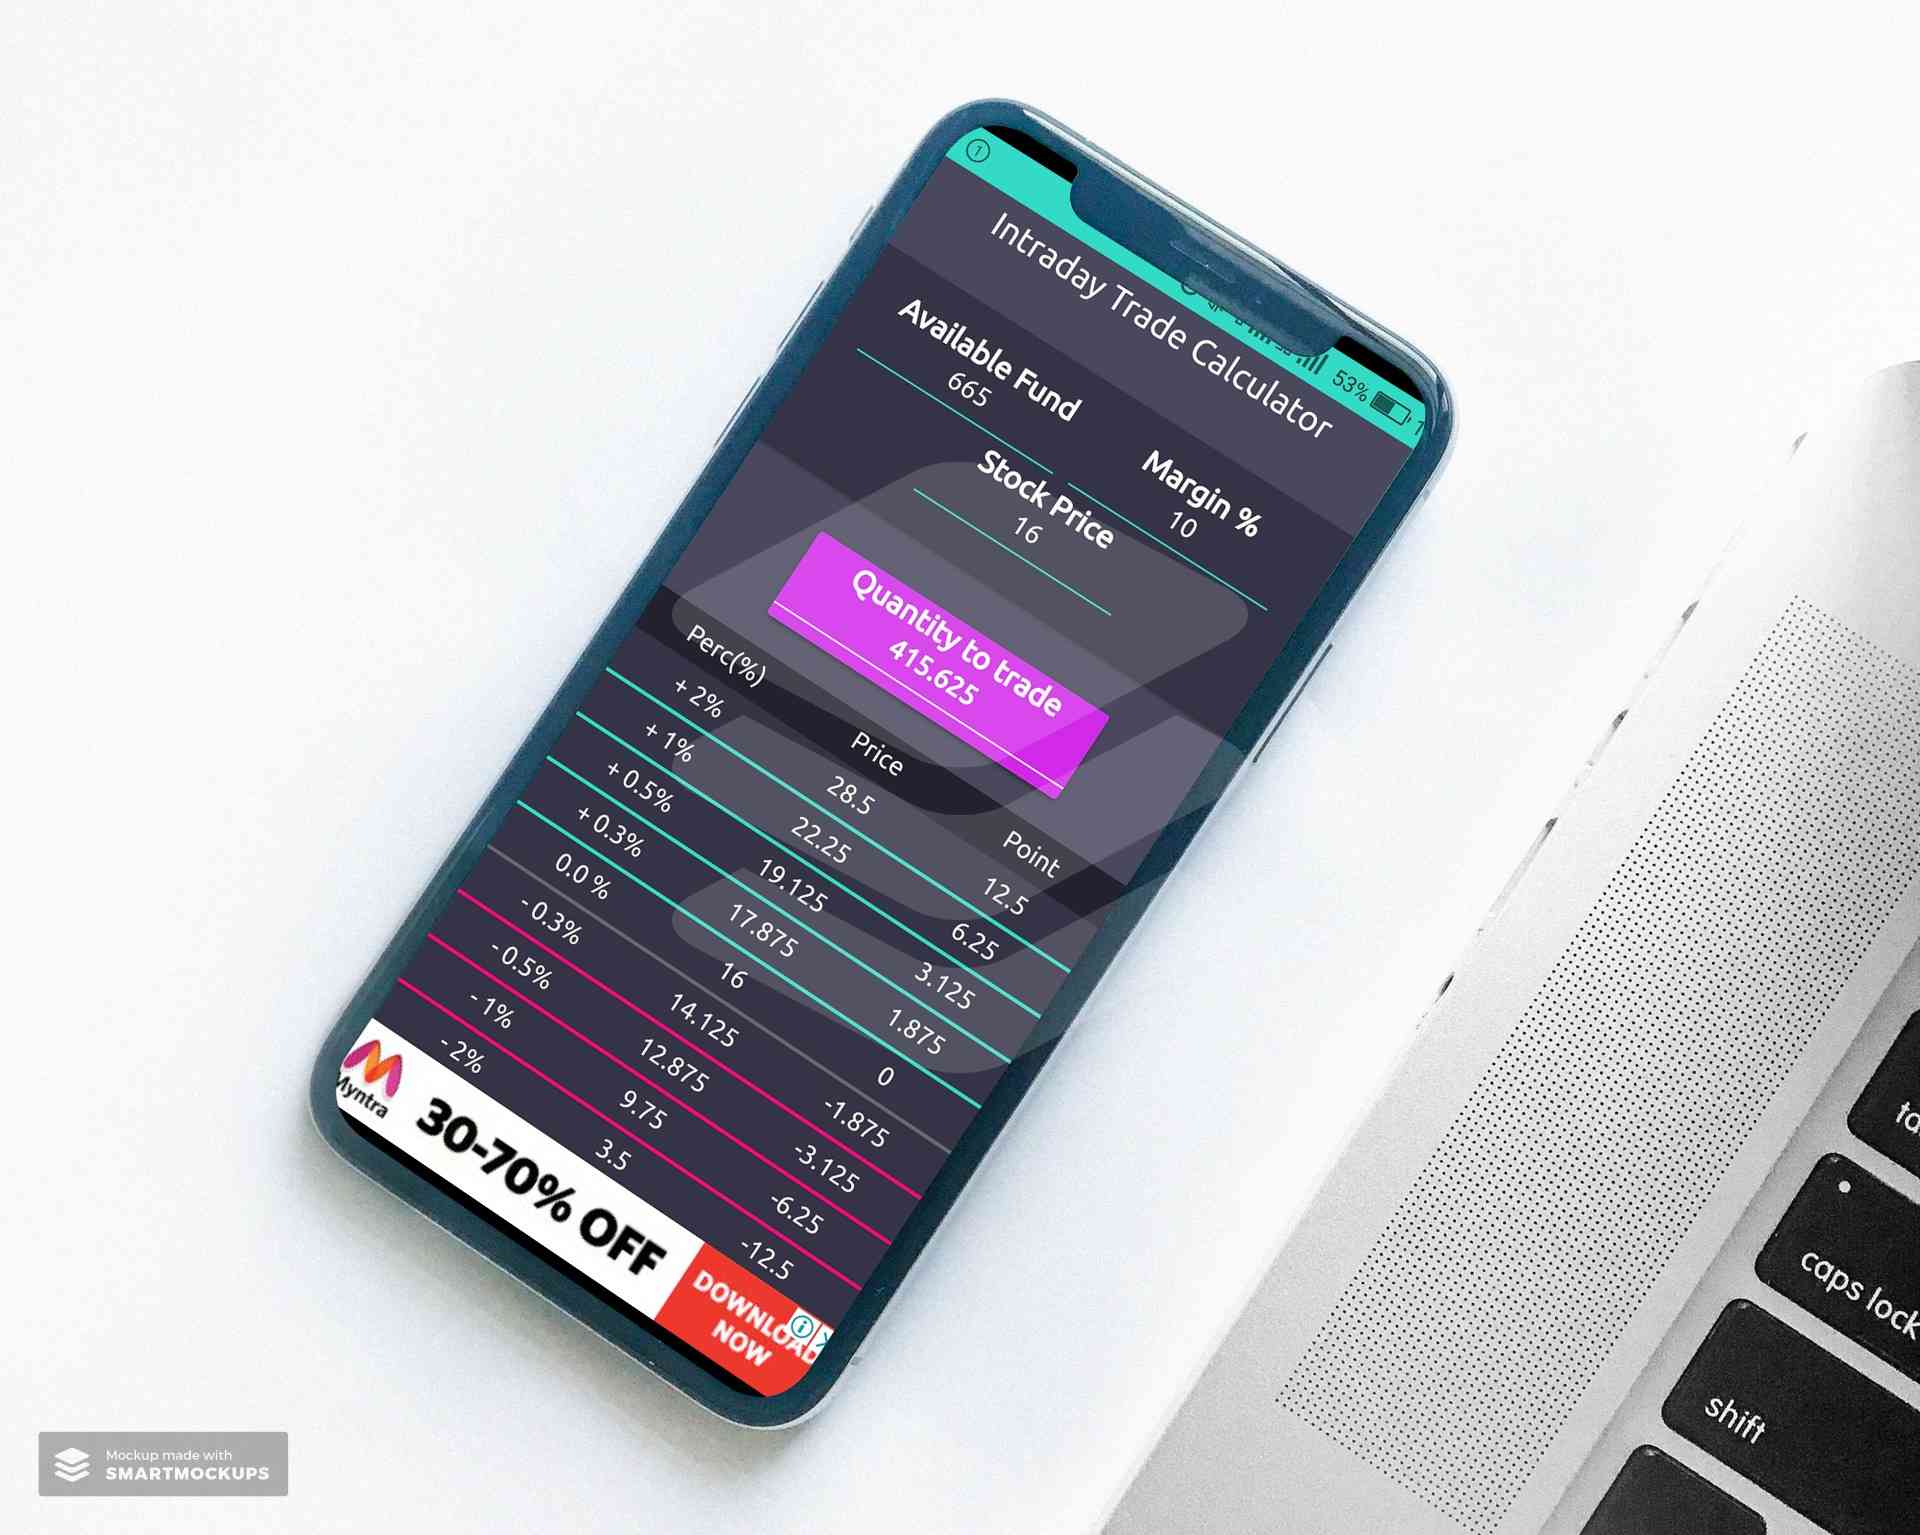 1
53%
Intraday Trade Calculator
Available Fund
665
Margin %
10
Stock Price
16
Quantity to trade
415.625
Perc(%) Price Point
+ 2% 28.5 12.5
+ 1% 22.25 6.25
+ 0.5% 19.125 3.125
+ 0.3% 17.875 1.875
0.0 % 16 0
- 0.3% 14.125 -1.875
- 0.5% 12.875 -3.125
- 1% 9.75 -6.25
- 2% 3.5 -12.5
Myntra
30-70% OFF
DOWNLOAD
NOW
caps lock
shift
Mockup made with
SMARTMOCKUPS